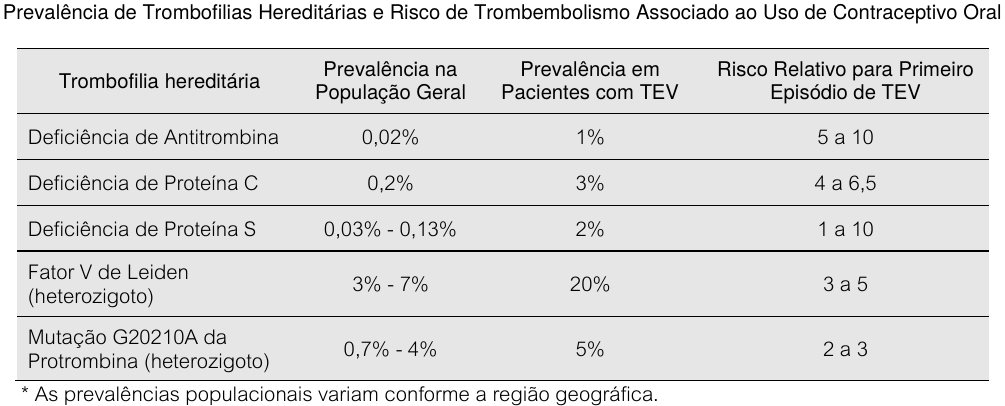 Prevalência de Trombofilias Hereditárias e Risco de Trombembolismo Associado ao Uso de Contraceptivo Oral
Trombofilia hereditária Prevalência na População Geral Prevalência em Pacientes com TEV Risco Relativo para Primeiro Episódio de TEV
Deficiência de Antitrombina 0,02% 1% 5 a 10
Deficiência de Proteína C 0,2% 3% 4 a 6,5
Deficiência de Proteína S 0,03% - 0,13% 2% 1 a 10
Fator V de Leiden (heterozigoto) 3% - 7% 20% 3 a 5
Mutação G20210A da Protrombina (heterozigoto) 0,7% - 4% 5% 2 a 3
* As prevalências populacionais variam conforme a região geográfica.